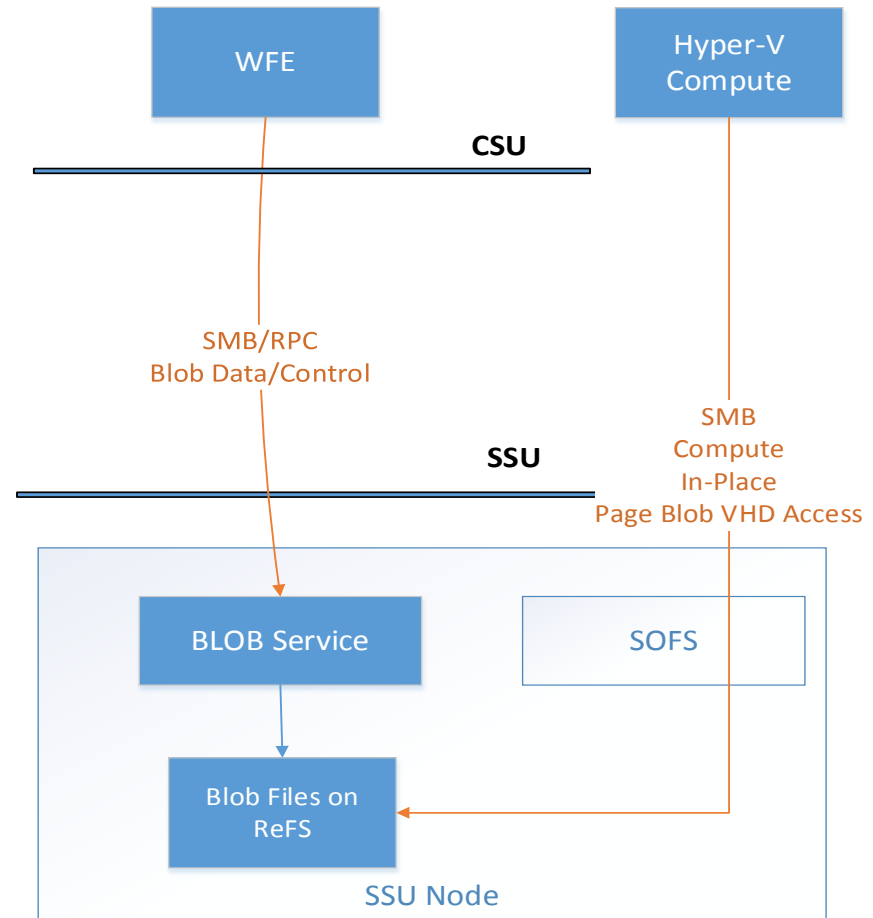 WFE
Hyper-V
Compute
CSU
SMB/RPC
Blob Data/Control
SMB
Compute
In-Place
Page Blob VHD Access
SSU
BLOB Service
SOFS
Blob Files on
ReFS
SSU Node